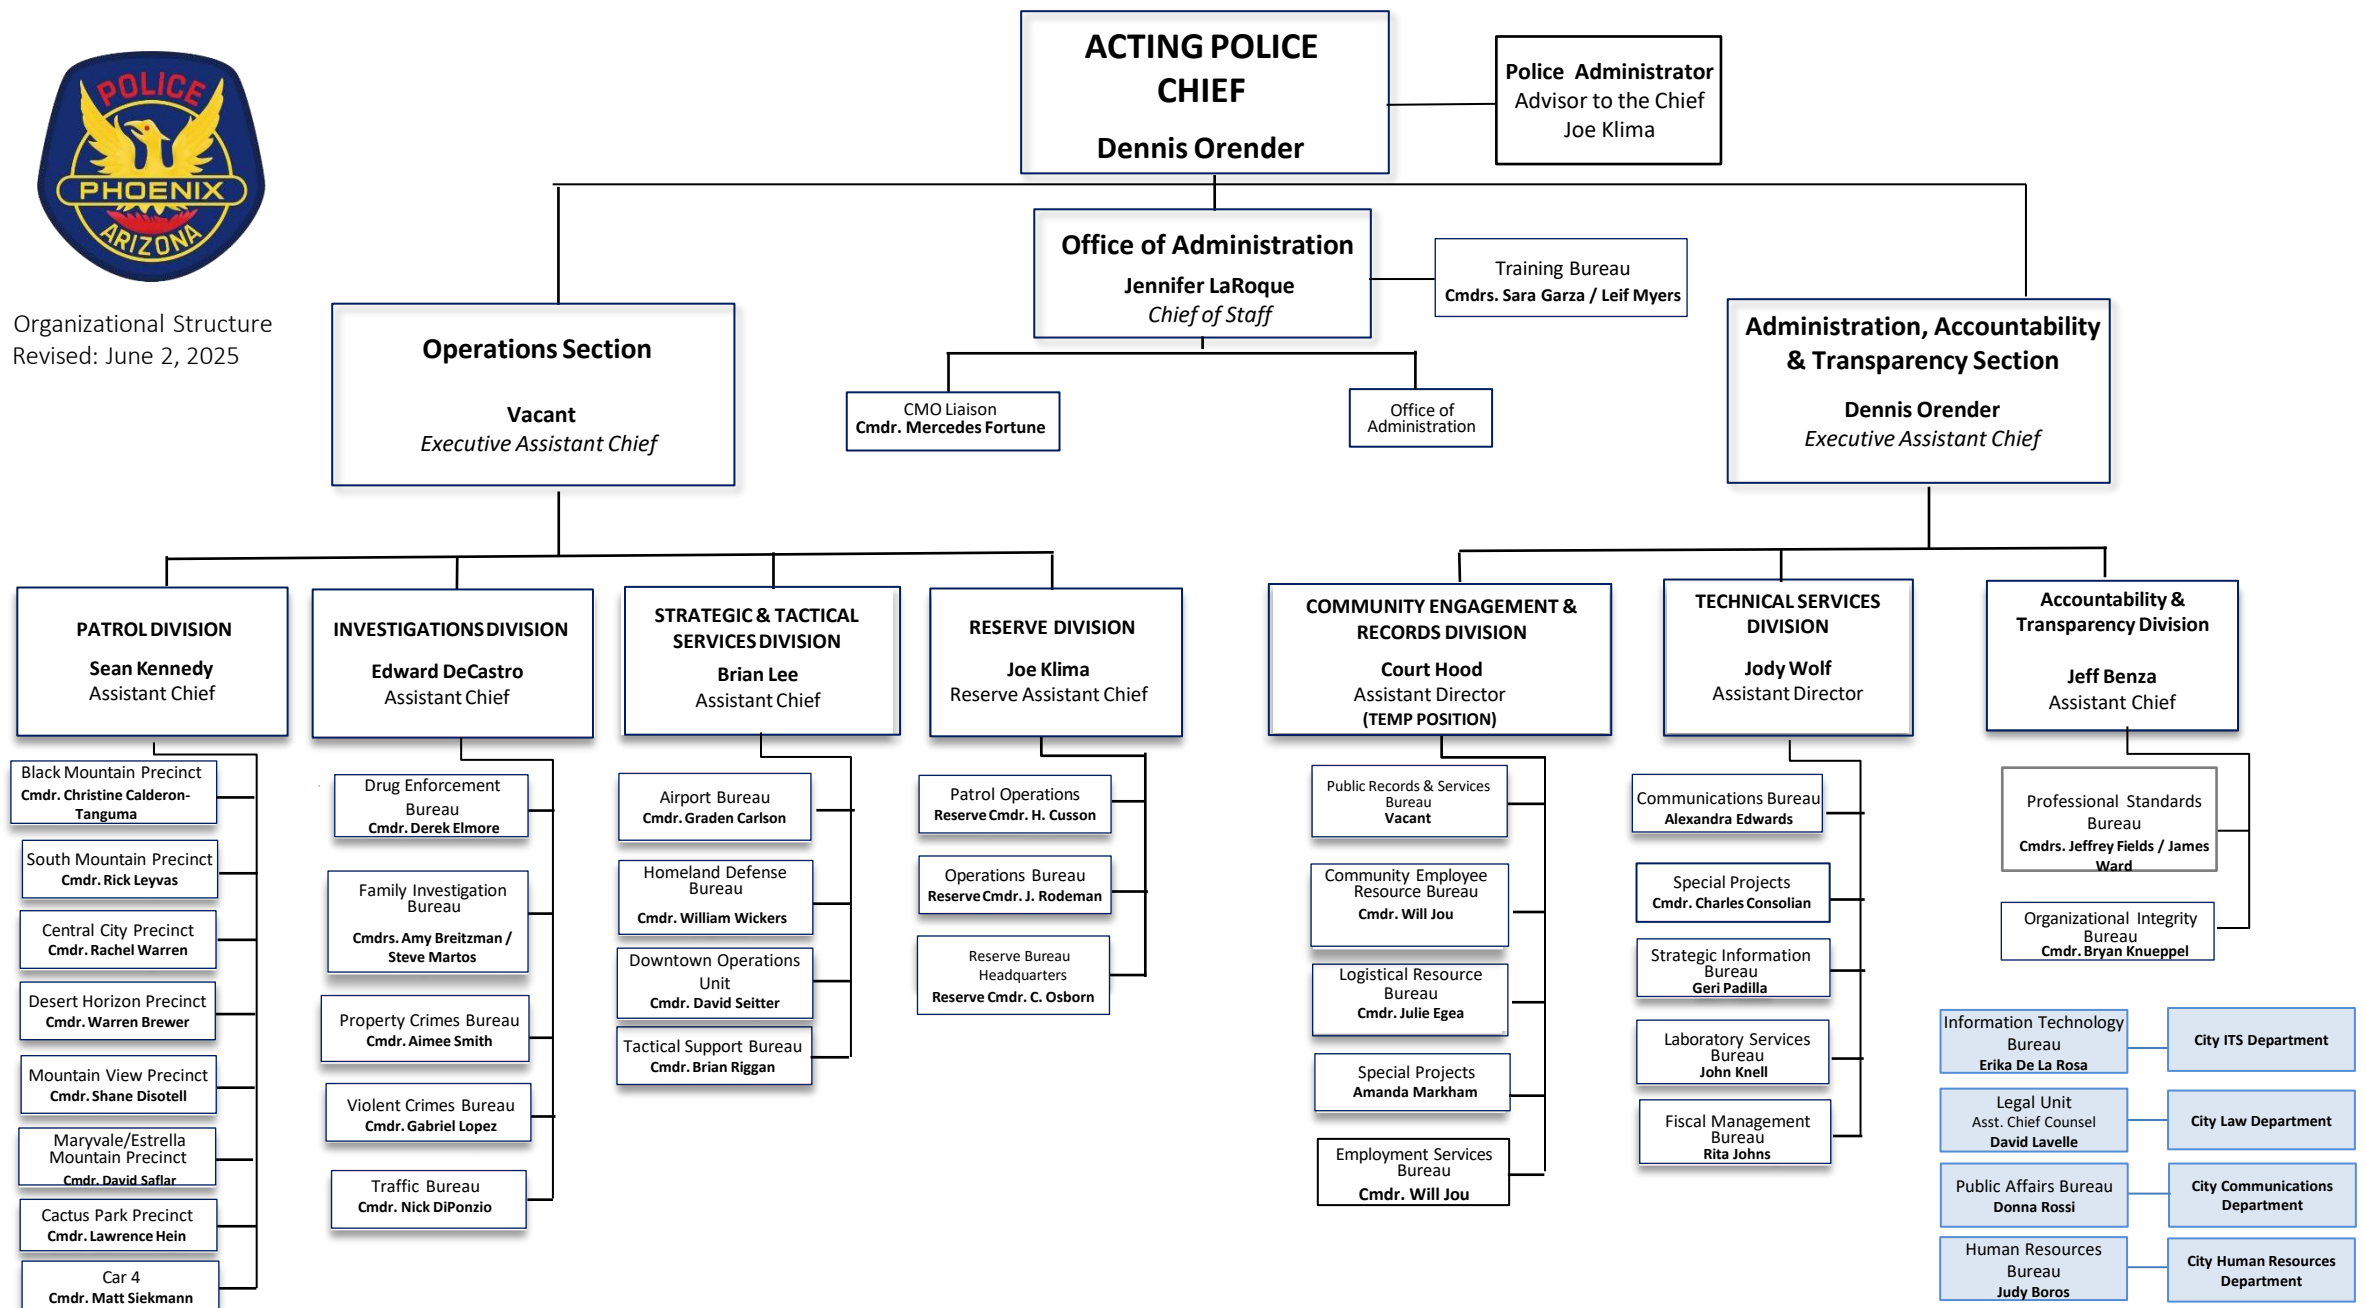 POLICE
PHOENIX
ARIZONA
Organizational Structure
Revised: June 2, 2025
ACTING POLICE
CHIEF
Dennis Orender
Police Administrator
Advisor to the Chief
Joe Klima
Office of Administration
Jennifer LaRoque
Chief of Staff
Training Bureau
Cmdrs. Sara Garza / Leif Myers
CMO Liaison
Cmdr. Mercedes Fortune
Office of
Administration
Operations Section
Vacant
Executive Assistant Chief
Administration, Accountability
& Transparency Section
Dennis Orender
Executive Assistant Chief
PATROL DIVISION
Sean Kennedy
Assistant Chief
Black Mountain Precinct
Cmdr. Christine Calderon-
Tanguma
South Mountain Precinct
Cmdr. Rick Leyvas
Central City Precinct
Cmdr. Rachel Warren
Desert Horizon Precinct
Cmdr. Warren Brewer
Mountain View Precinct
Cmdr. Shane Disotell
Maryvale/Estrella
Mountain Precinct
Cmdr. David Saflar
Cactus Park Precinct
Cmdr. Lawrence Hein
Car 4
Cmdr. Matt Siekmann
INVESTIGATIONS DIVISION
Edward DeCastro
Assistant Chief
Drug Enforcement
Bureau
Cmdr. Derek Elmore
Family Investigation
Bureau
Cmdrs. Amy Breitzman /
Steve Martos
Property Crimes Bureau
Cmdr. Aimee Smith
Violent Crimes Bureau
Cmdr. Gabriel Lopez
Traffic Bureau
Cmdr. Nick DiPonzio
STRATEGIC & TACTICAL
SERVICES DIVISION
Brian Lee
Assistant Chief
Airport Bureau
Cmdr. Graden Carlson
Homeland Defense
Bureau
Cmdr. William Wickers
Downtown Operations
Unit
Cmdr. David Seitter
Tactical Support Bureau
Cmdr. Brian Riggan
RESERVE DIVISION
Joe Klima
Reserve Assistant Chief
Patrol Operations
Reserve Cmdr. H. Cusson
Operations Bureau
Reserve Cmdr. J. Rodeman
Reserve Bureau
Headquarters
Reserve Cmdr. C. Osborn
COMMUNITY ENGAGEMENT &
RECORDS DIVISION
Court Hood
Assistant Director
(TEMP POSITION)
Public Records & Services
Bureau
Vacant
Community Employee
Resource Bureau
Cmdr. Will Jou
Logistical Resource
Bureau
Cmdr. Julie Egea
Special Projects
Amanda Markham
Employment Services
Bureau
Cmdr. Will Jou
TECHNICAL SERVICES
DIVISION
Jody Wolf
Assistant Director
Communications Bureau
Alexandra Edwards
Special Projects
Cmdr. Charles Consolian
Strategic Information
Bureau
Geri Padilla
Laboratory Services
Bureau
John Knell
Fiscal Management
Bureau
Rita Johns
Accountability &
Transparency Division
Jeff Benza
Assistant Chief
Professional Standards
Bureau
Cmdrs. Jeffrey Fields / James
Ward
Organizational Integrity
Bureau
Cmdr. Bryan Knueppel
Information Technology
Bureau
Erika De La Rosa
City ITS Department
Legal Unit
Asst. Chief Counsel
David Lavelle
City Law Department
Public Affairs Bureau
Donna Rossi
City Communications
Department
Human Resources
Bureau
Judy Boros
City Human Resources
Department